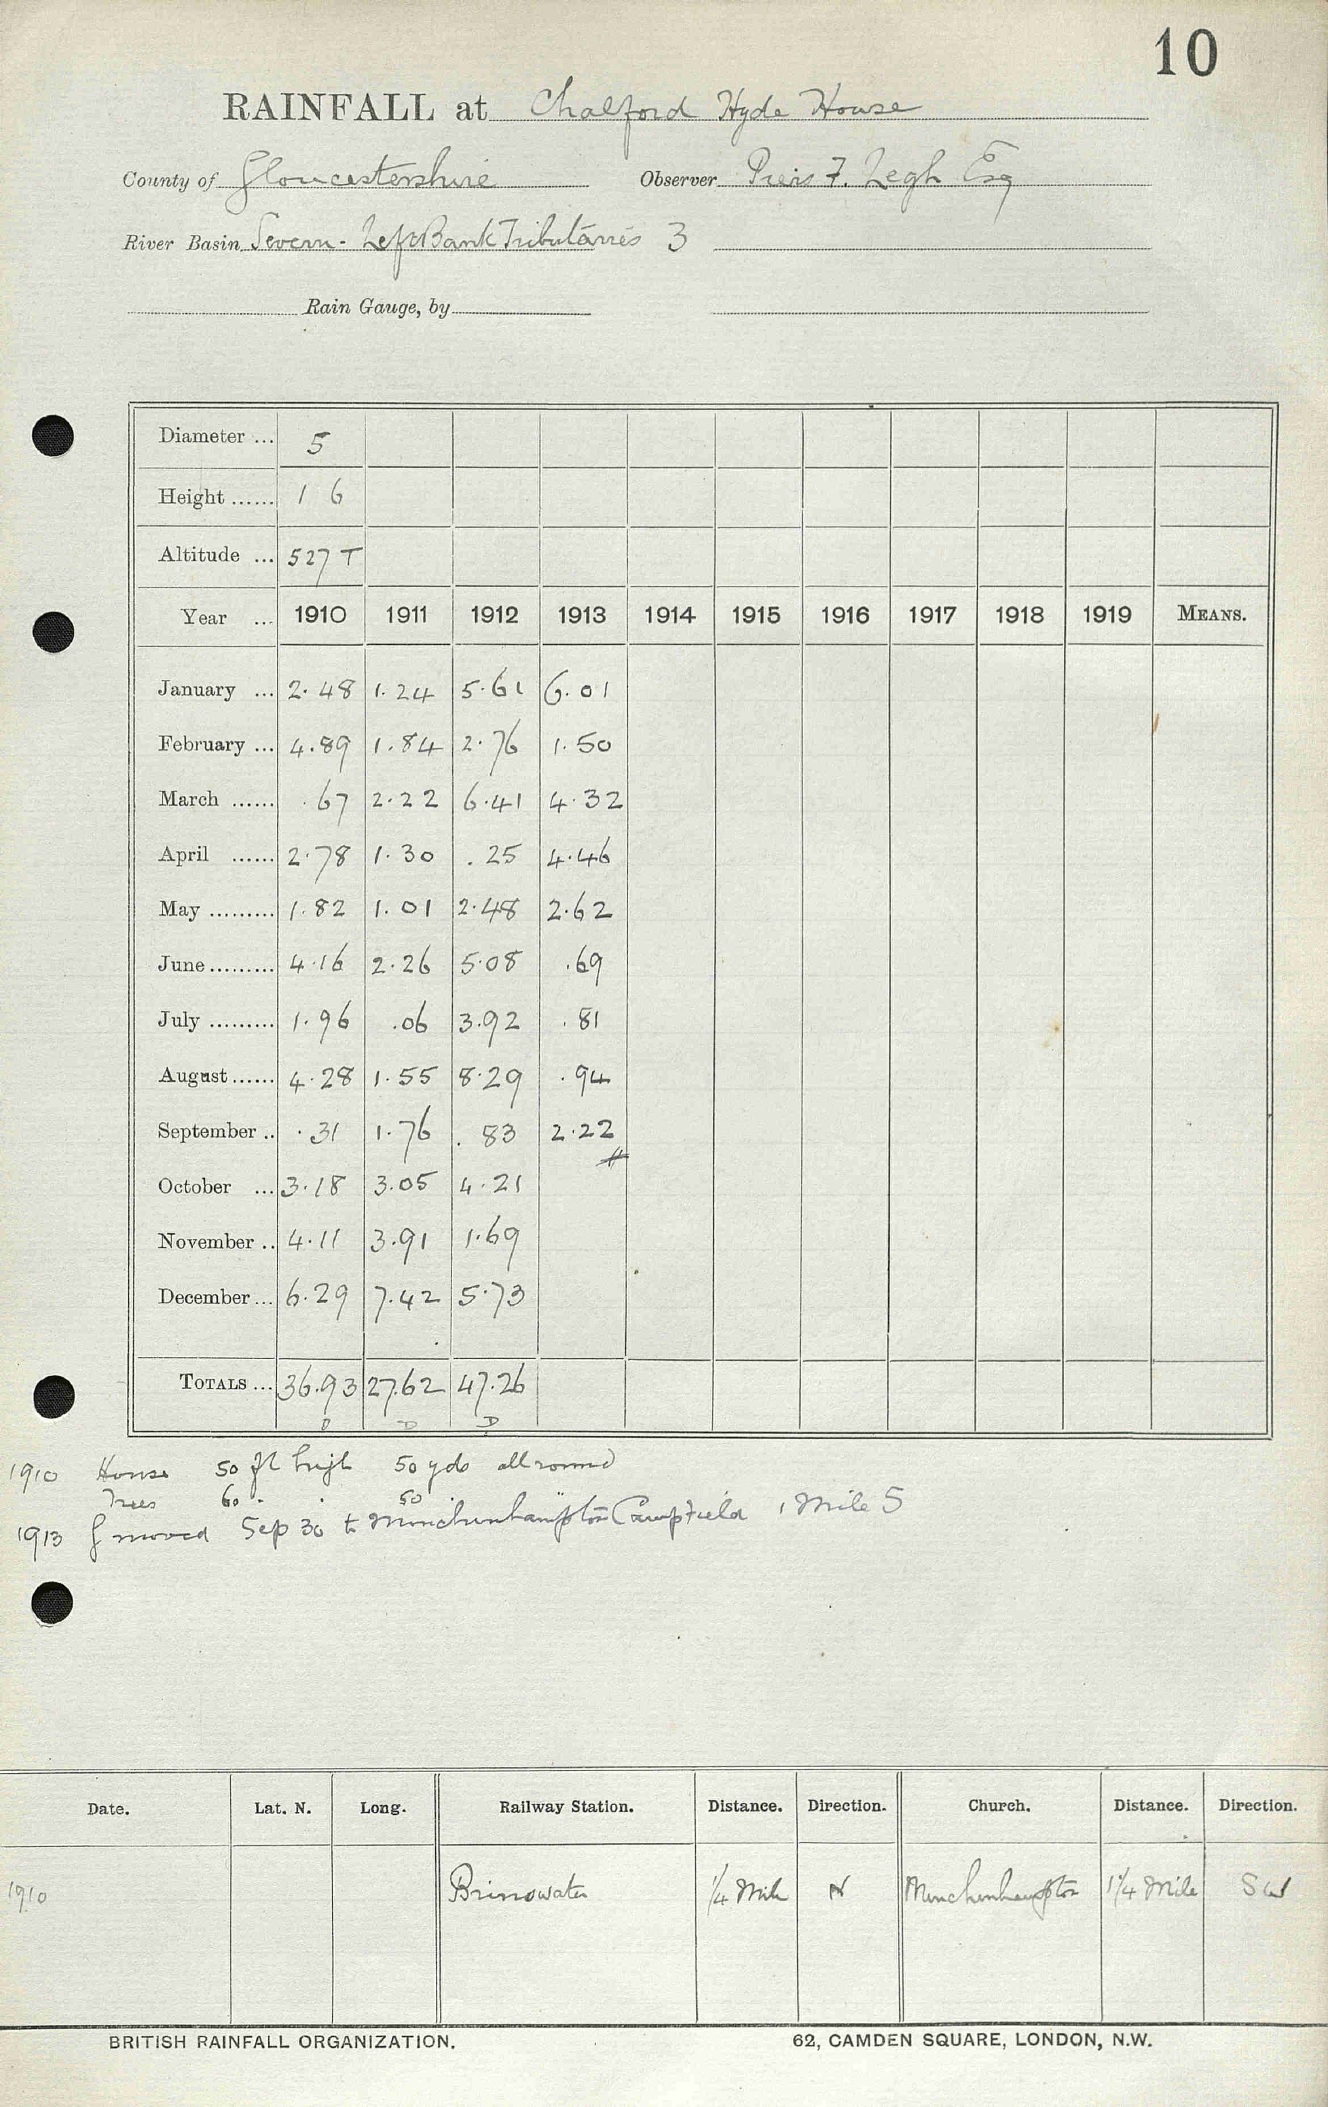 10
RAINFALL at Chalford Hyde House
County of Gloucestershire Observer Piers F. Legh Esq
River Basin Severn - Left Bank Tributaries 3
Rain Gauge, by
Diameter ... 5
Height ...... 1 6
Altitude ... 527 T
Year ... 1910 1911 1912 1913 1914 1915 1916 1917 1918 1919 MEANS.
January ... 2.48 1.24 5.61 6.01
February ... 4.89 1.84 2.76 1.50
March ...... .67 2.22 6.41 4.32
April ...... 2.78 1.30 .25 4.46
May ......... 1.82 1.01 2.48 2.62
June ......... 4.16 2.26 5.08 .69
July ......... 1.96 .06 3.92 .81
August ...... 4.28 1.55 8.29 .94
September .. .31 1.76 .83 2.22
October ... 3.18 3.05 4.21
November .. 4.11 3.91 1.69
December ... 6.29 7.42 5.73
TOTALS ... 36.93 27.62 47.26
D D D
1910 House 50 ft high 50 yds all round
Trees 60 " . 50 . "
1913 G moved Sep 30 to Minchinhampton Camp Field 1 Mile S
Date. Lat. N. Long. Railway Station. Distance. Direction. Church. Distance. Direction.
1910 Brimswater 1/4 Mile N Minchinhampton 1 1/4 Mile SW
BRITISH RAINFALL ORGANIZATION. 62, CAMDEN SQUARE, LONDON, N.W.